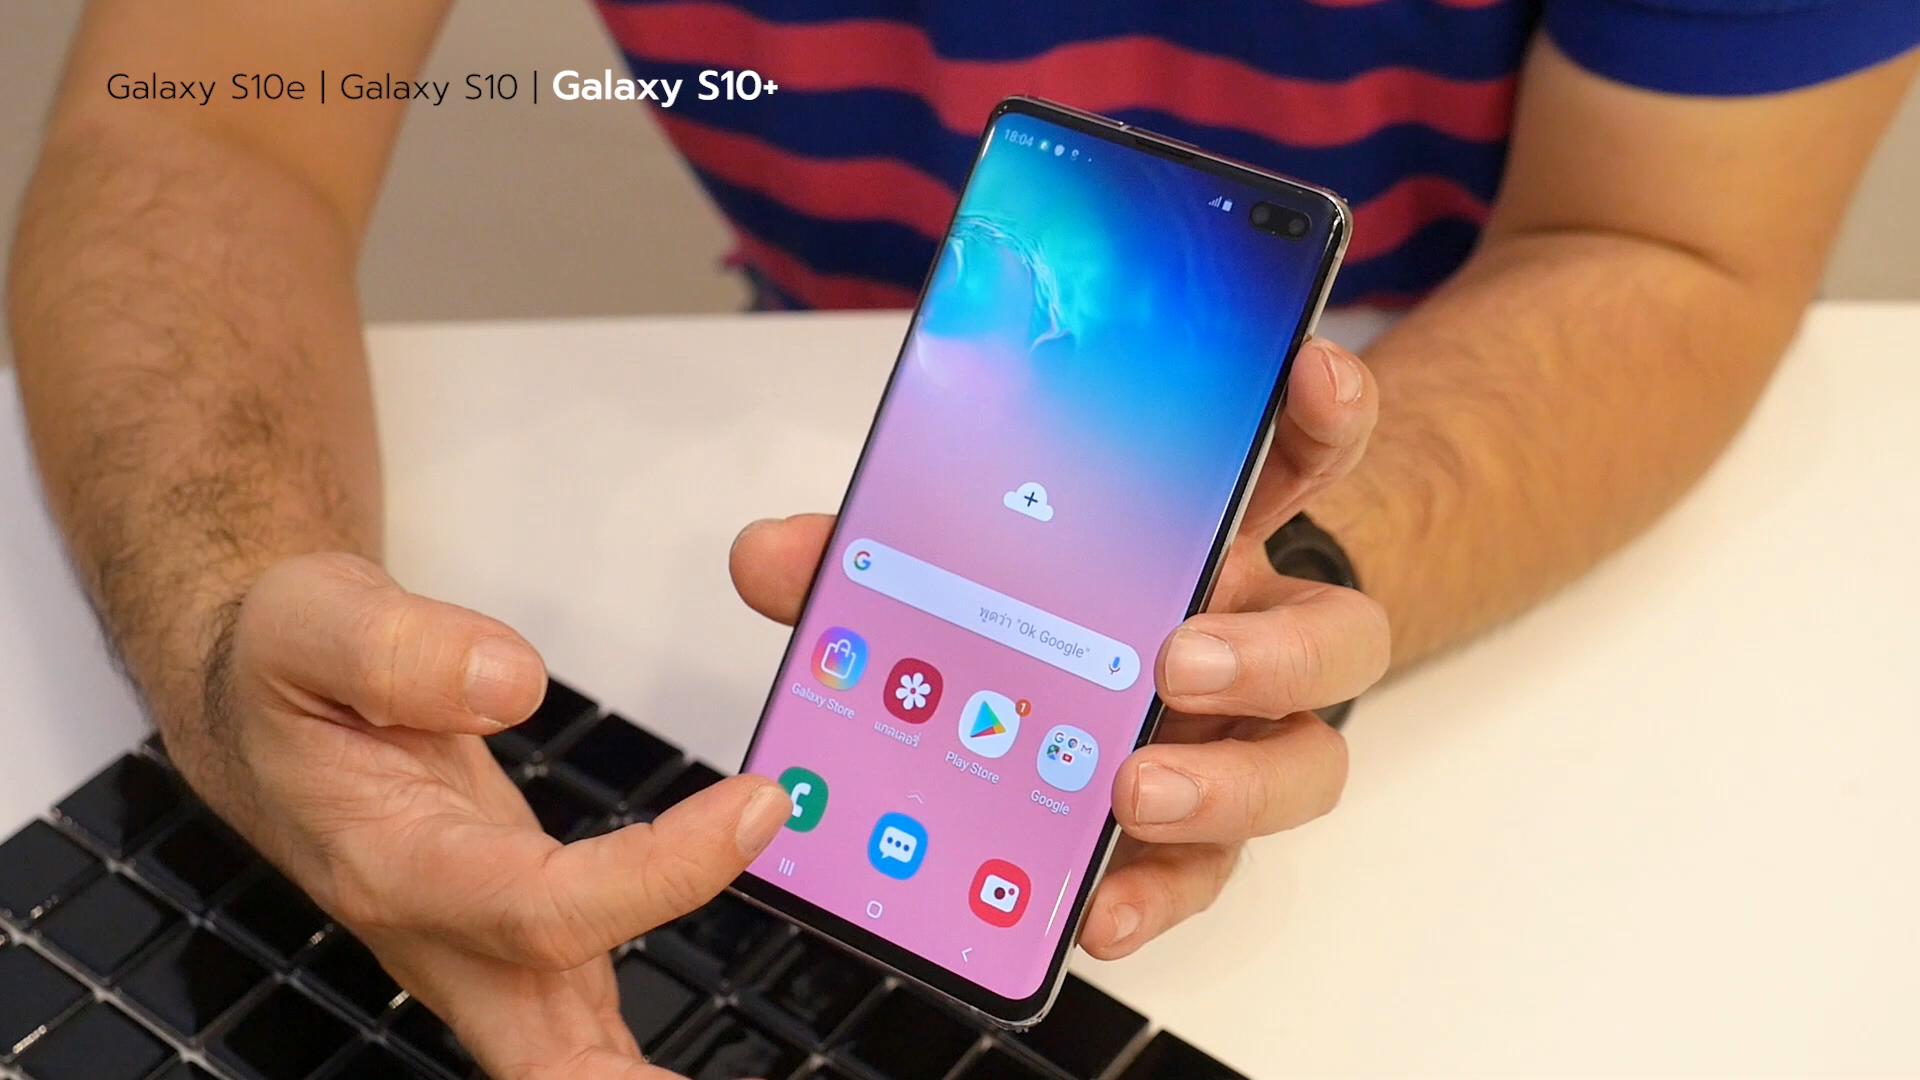 Galaxy S10e | Galaxy S10 | Galaxy S10+
18:04
G
พูดว่า "Ok Google"
Galaxy Store
แกลเลอรี่
1
Play Store
Google